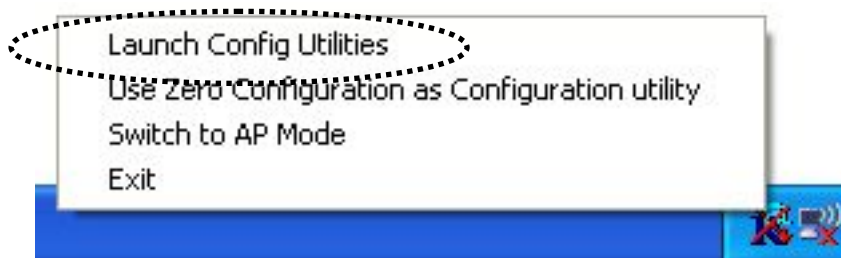 Launch Config Utilities
Use Zero Configuration as Configuration utility
Switch to AP Mode
Exit